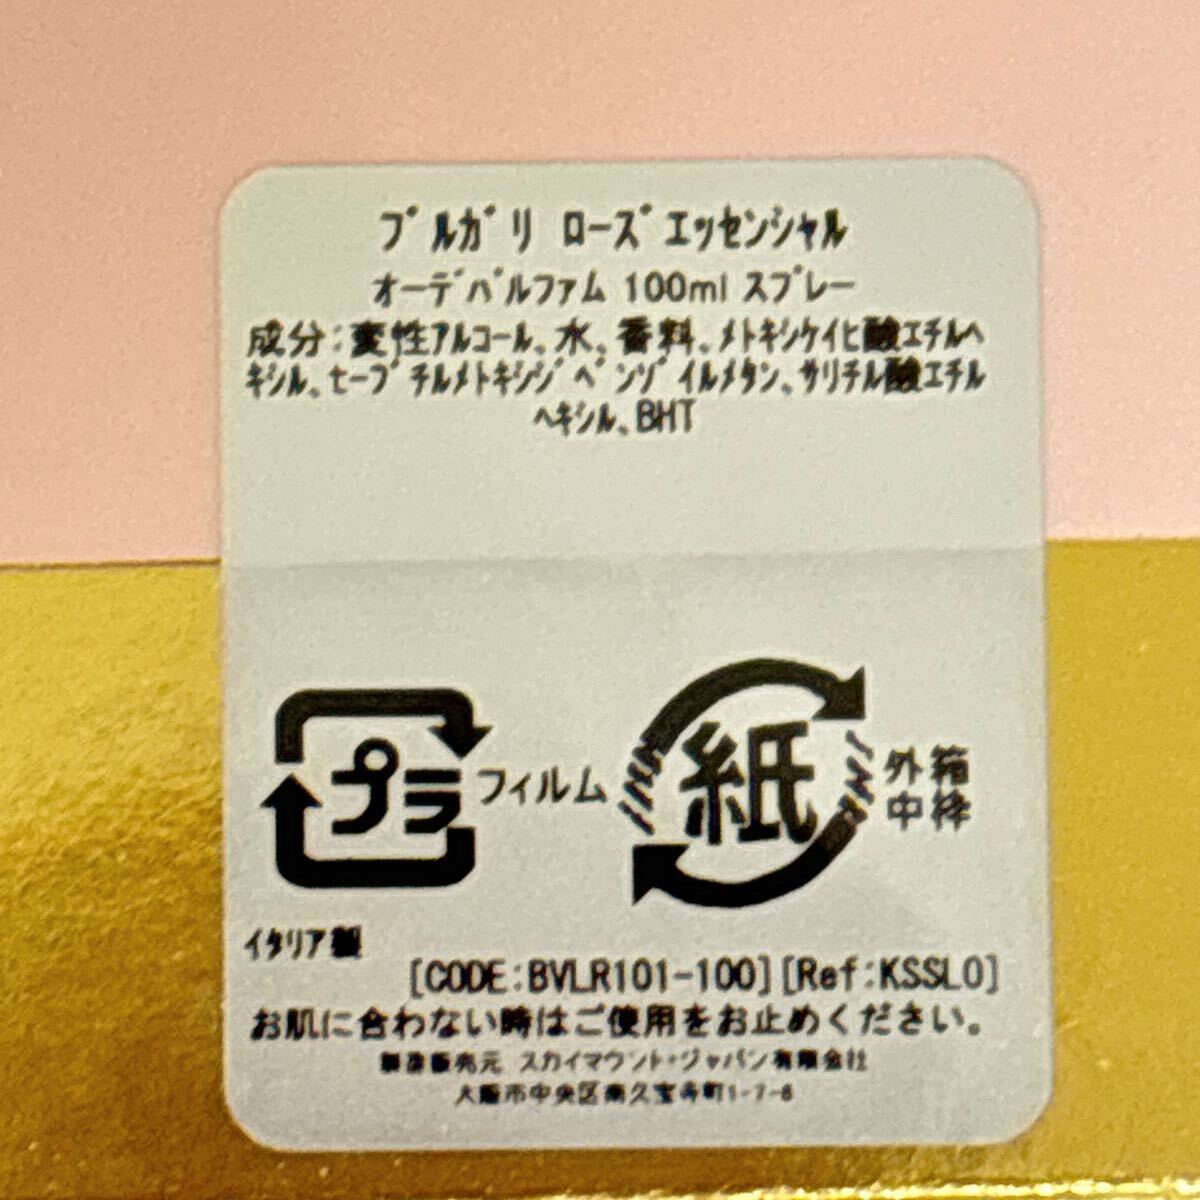 ﾌﾞﾙｶﾞﾘ ﾛｰｽﾞｴｯｾﾝｼｬﾙ
ｵｰﾃﾞﾊﾟﾙﾌｧﾑ 100ml ｽﾌﾟﾚｰ
成分:変性ｱﾙｺｰﾙ､水､香料､ﾒﾄｷｼｹｲﾋ酸ｴﾁﾙﾍ
ｷｼﾙ､ｾｰﾌﾞﾁﾙﾒﾄｷｼｼﾞﾍﾞﾝｿﾞｲﾙﾒﾀﾝ､ｻﾘﾁﾙ酸ｴﾁﾙ
ﾍｷｼﾙ､BHT
プラ
フィルム
紙
外箱
中枠
ｲﾀﾘｱ製
[CODE:BVLR101-100][Ref:KSSL0]
お肌に合わない時はご使用をお止めください。
製造販売元 スカイマウント･ジャパン有限会社
大阪市中央区南久宝寺町1-7-8